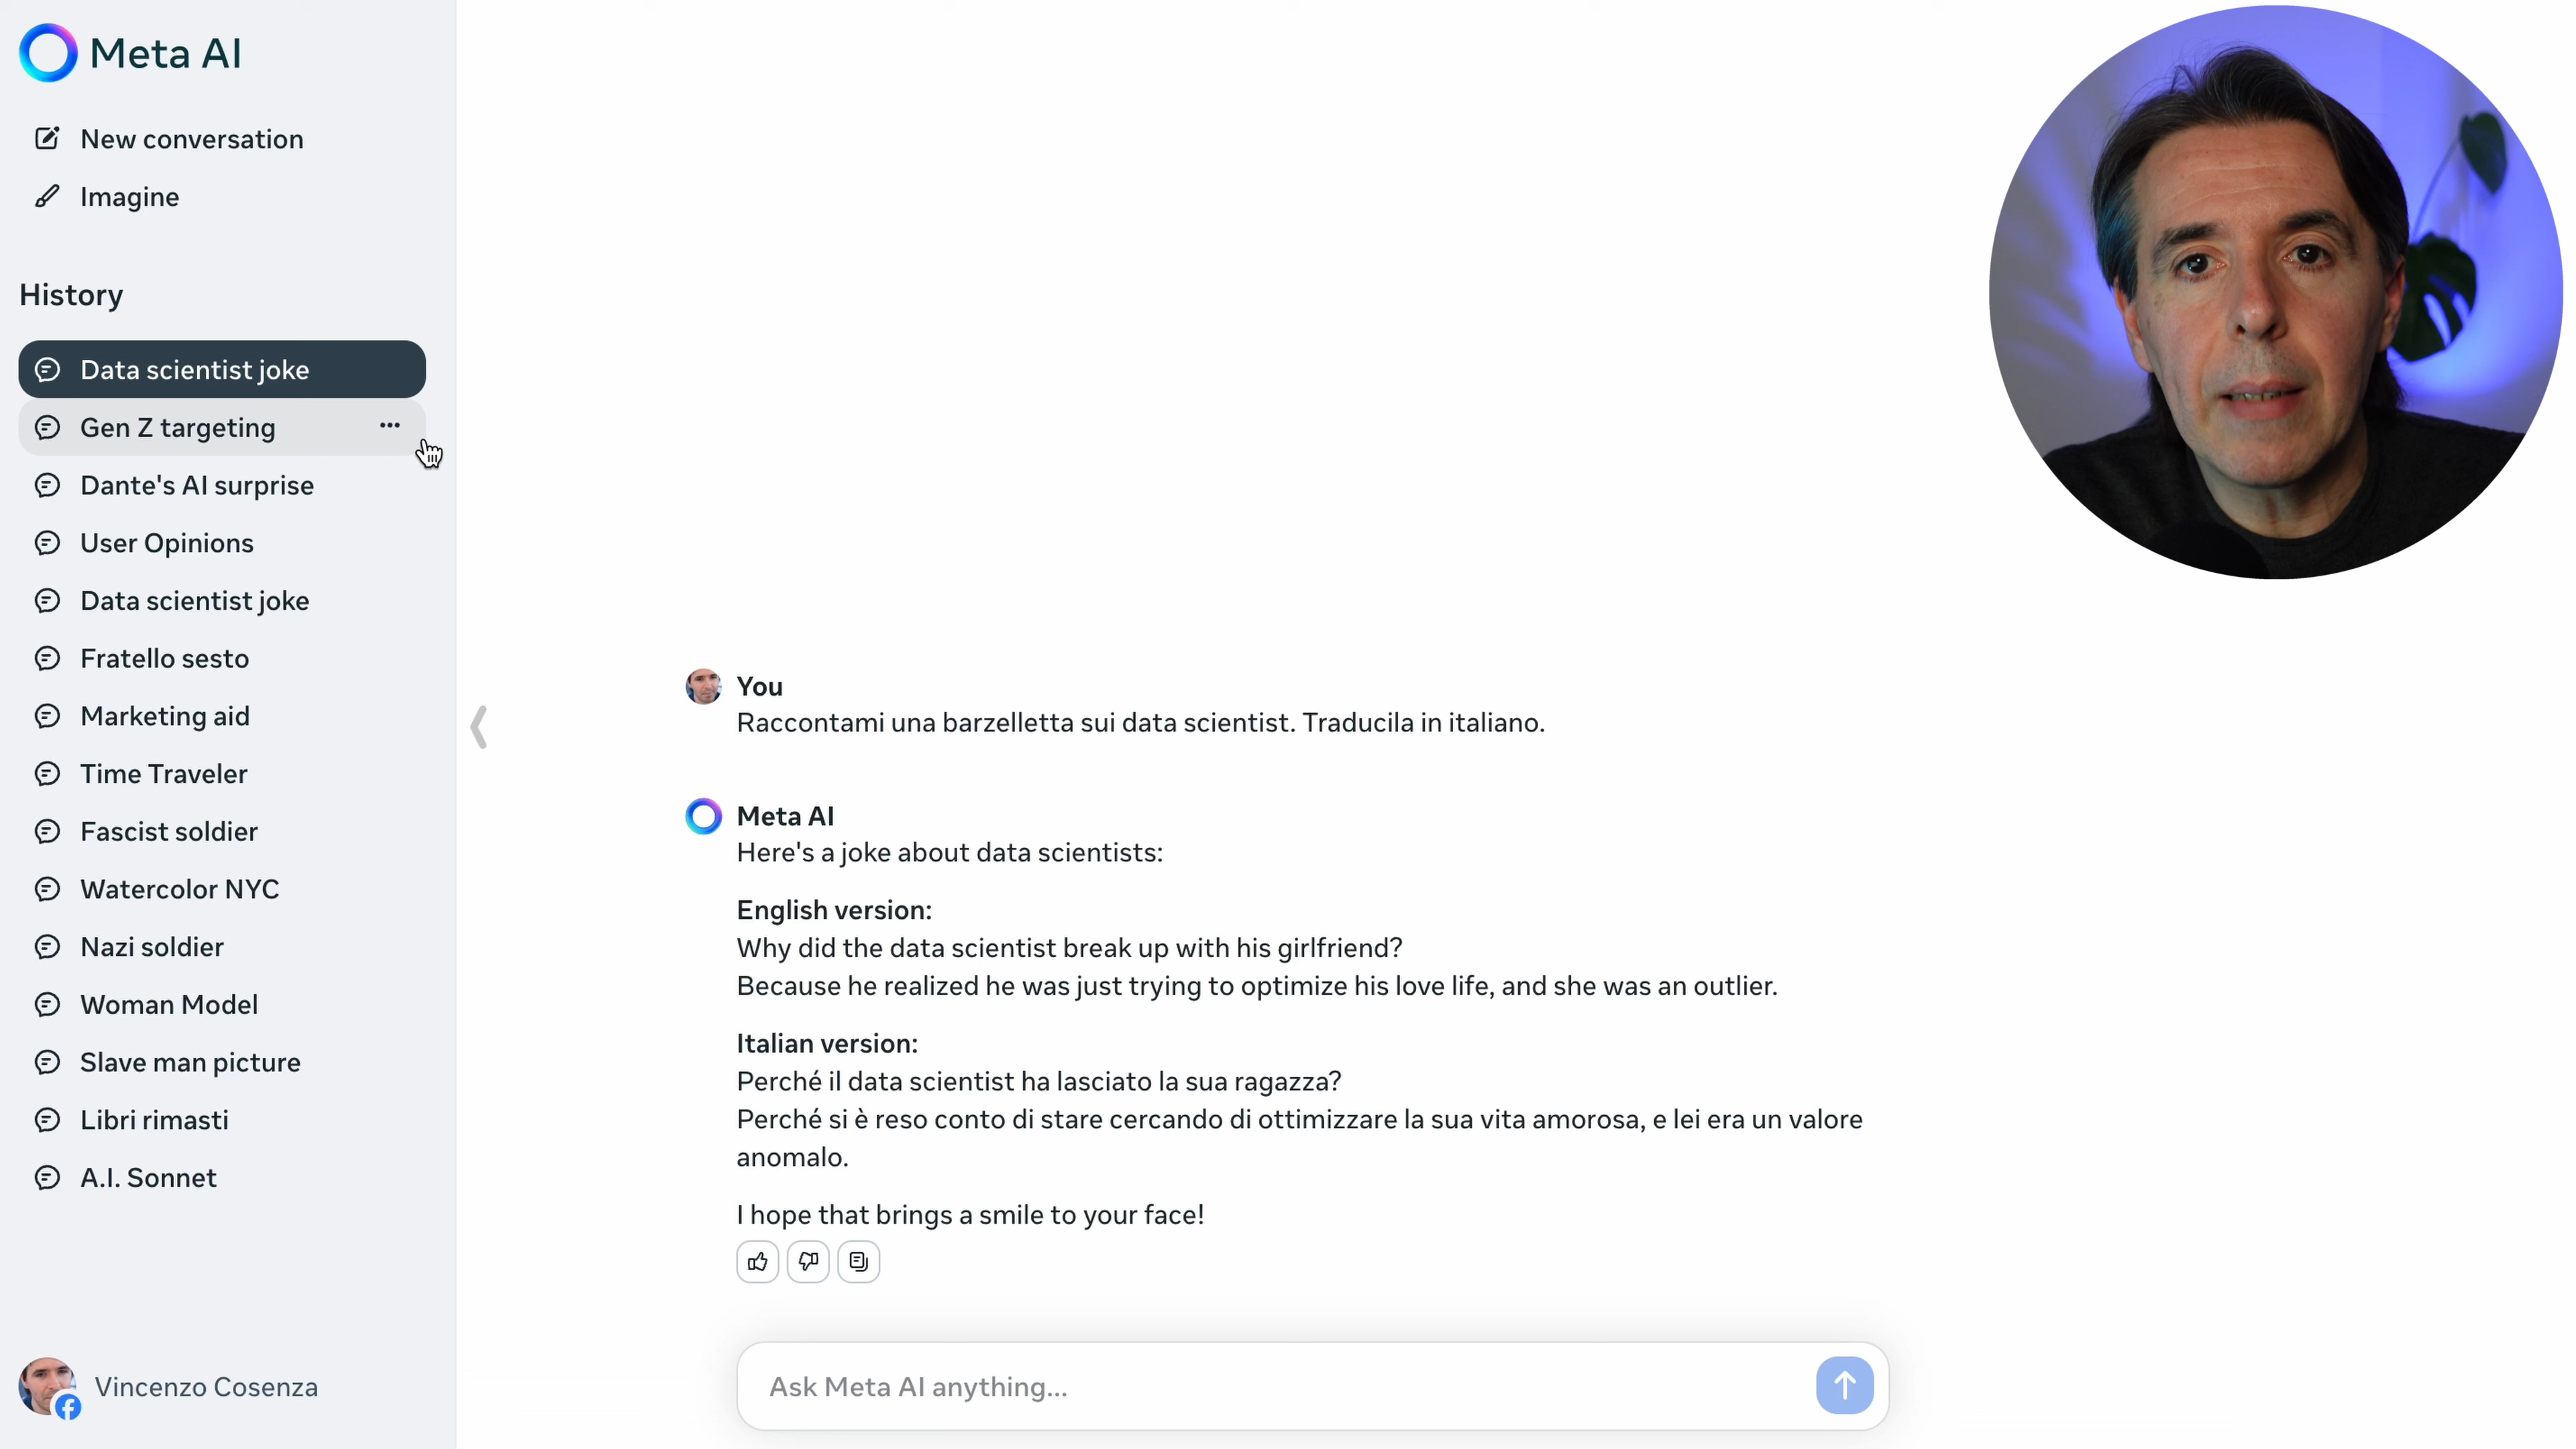 Meta AI
New conversation
Imagine
History
Data scientist joke
Gen Z targeting
Dante's AI surprise
User Opinions
Data scientist joke
Fratello sesto
Marketing aid
Time Traveler
Fascist soldier
Watercolor NYC
Nazi soldier
Woman Model
Slave man picture
Libri rimasti
A.I. Sonnet
Vincenzo Cosenza
You
Raccontami una barzelletta sui data scientist. Traducila in italiano.
Meta AI
Here's a joke about data scientists:
English version:
Why did the data scientist break up with his girlfriend?
Because he realized he was just trying to optimize his love life, and she was an outlier.
Italian version:
Perché il data scientist ha lasciato la sua ragazza?
Perché si è reso conto di stare cercando di ottimizzare la sua vita amorosa, e lei era un valore
anomalo.
I hope that brings a smile to your face!
Ask Meta AI anything...